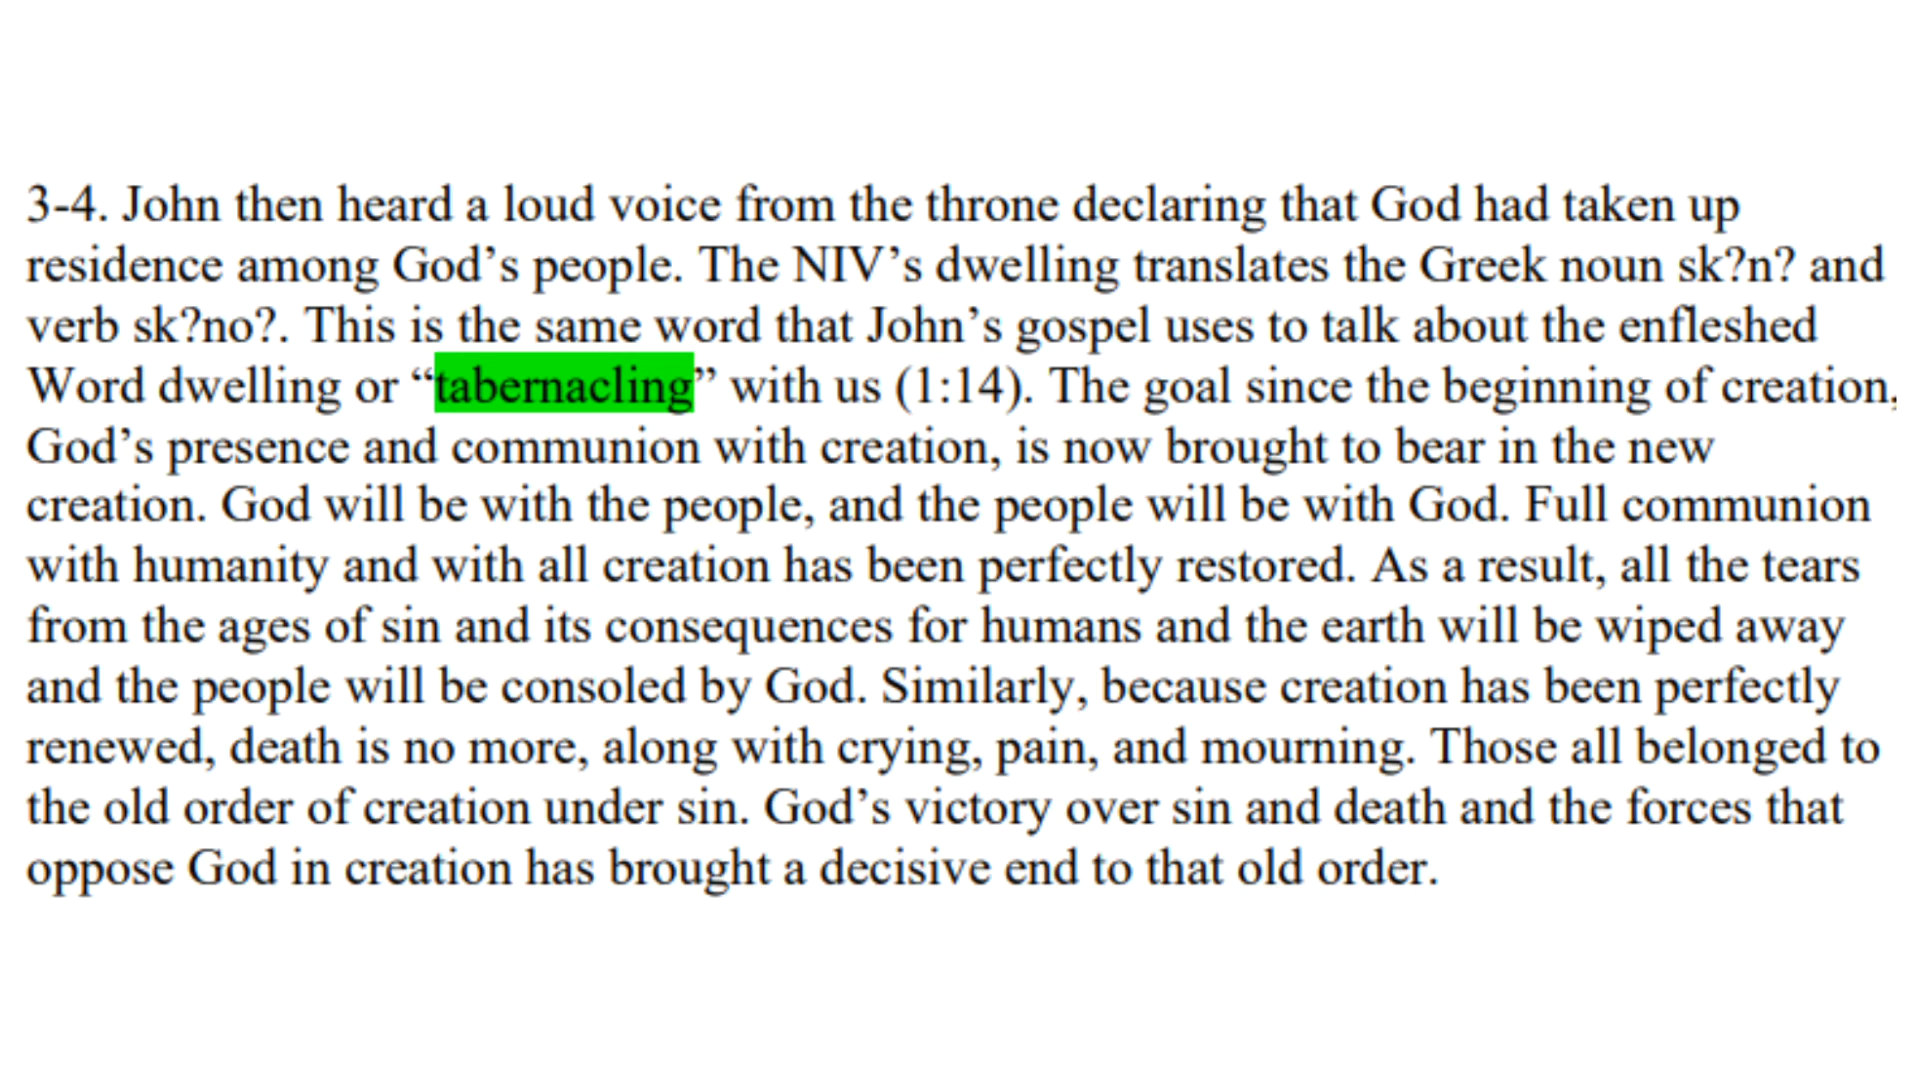 3-4. John then heard a loud voice from the throne declaring that God had taken up
residence among God’s people. The NIV’s dwelling translates the Greek noun sk?n? and
verb sk?no?. This is the same word that John’s gospel uses to talk about the enfleshed
Word dwelling or “tabernacling” with us (1:14). The goal since the beginning of creation,
God’s presence and communion with creation, is now brought to bear in the new
creation. God will be with the people, and the people will be with God. Full communion
with humanity and with all creation has been perfectly restored. As a result, all the tears
from the ages of sin and its consequences for humans and the earth will be wiped away
and the people will be consoled by God. Similarly, because creation has been perfectly
renewed, death is no more, along with crying, pain, and mourning. Those all belonged to
the old order of creation under sin. God’s victory over sin and death and the forces that
oppose God in creation has brought a decisive end to that old order.